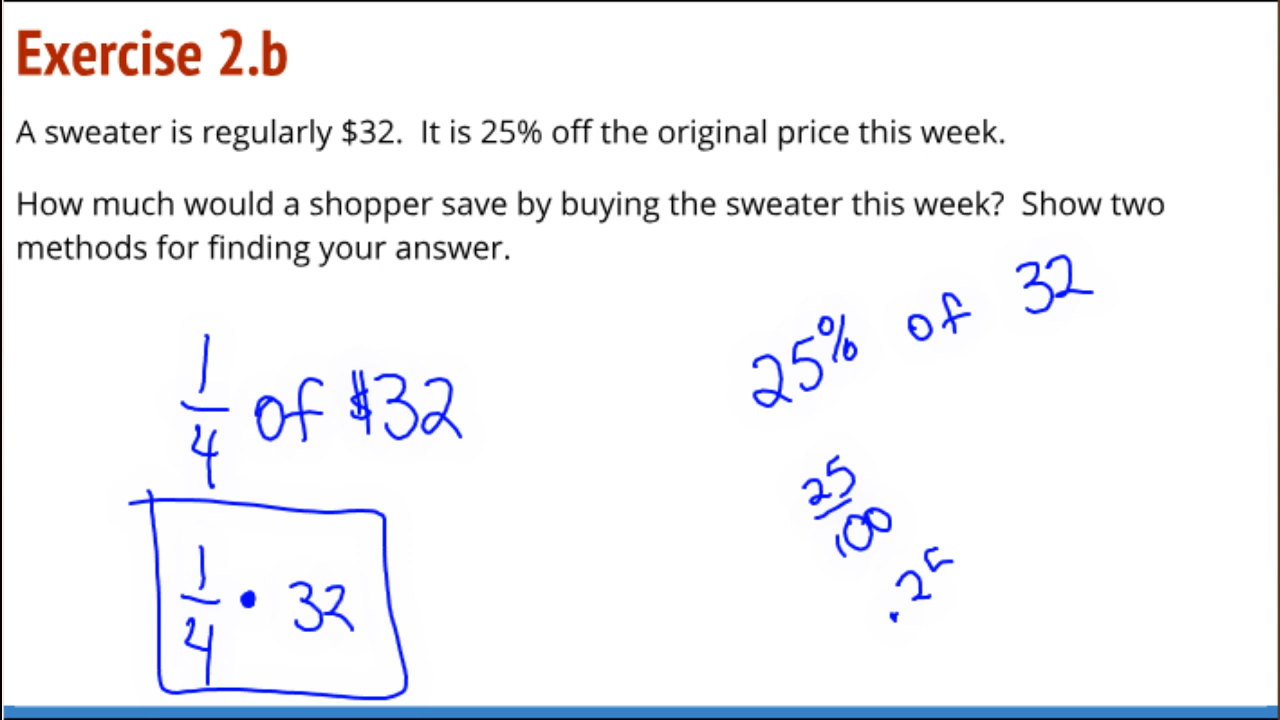 Exercise 2.b
A sweater is regularly $32.  It is 25% off the original price this week.
How much would a shopper save by buying the sweater this week?  Show two
methods for finding your answer.
1/4 of $32
1/4 • 32
25% of 32
25/100
.25